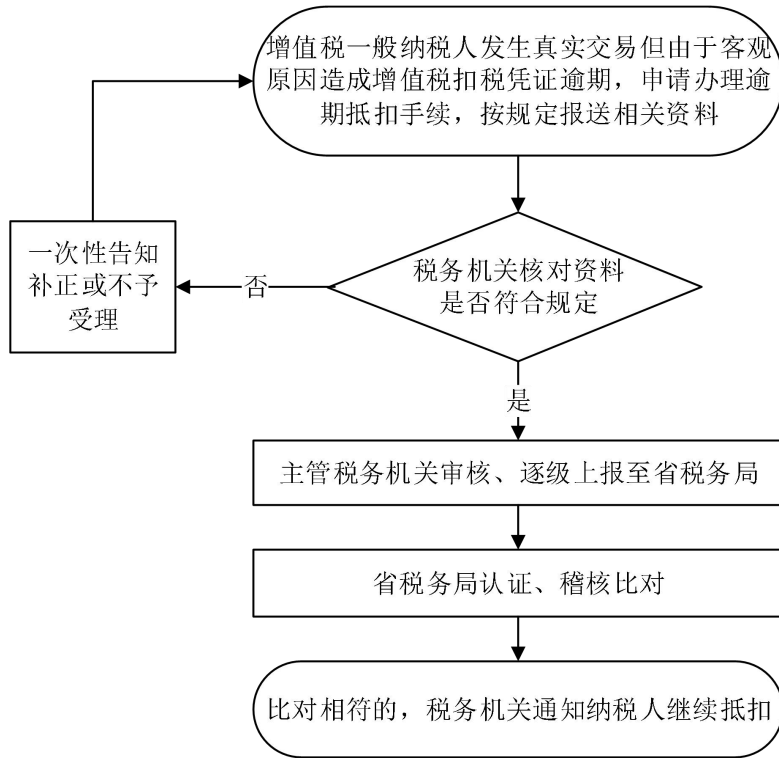 增值税一般纳税人发生真实交易但由于客观
原因造成增值税扣税凭证逾期，申请办理逾
期抵扣手续，按规定报送相关资料
一次性告知
补正或不予
受理
否
税务机关核对资料
是否符合规定
是
主管税务机关审核、逐级上报至省税务局
省税务局认证、稽核比对
比对相符的，税务机关通知纳税人继续抵扣